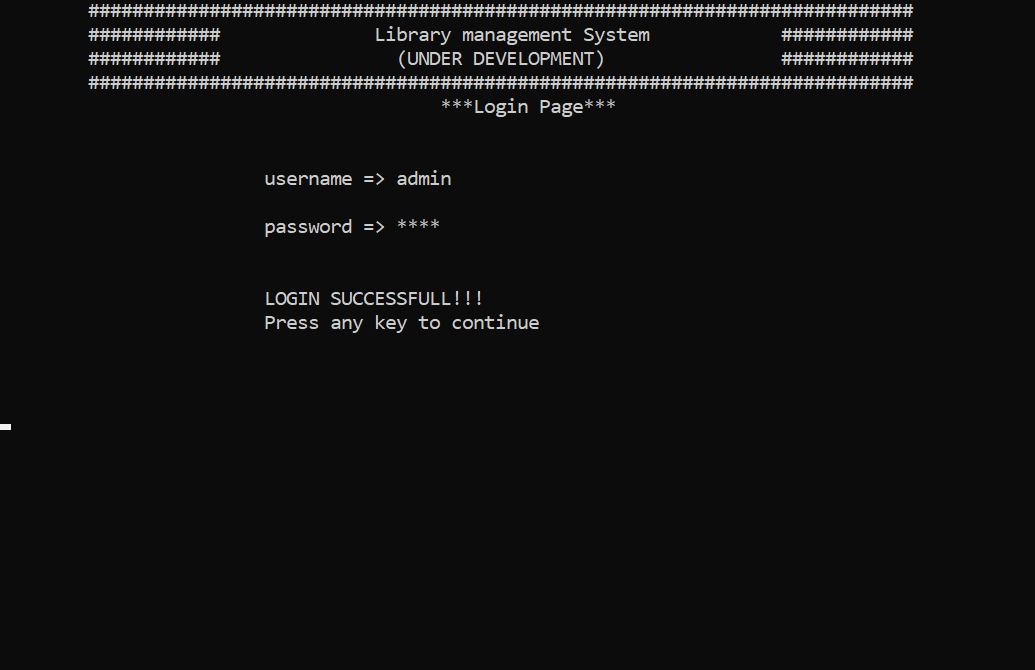 ###########################################################################
############ Library management System ############
############ (UNDER DEVELOPMENT) ############
###########################################################################
***Login Page***
username => admin
password => ****
LOGIN SUCCESSFULL!!!
Press any key to continue